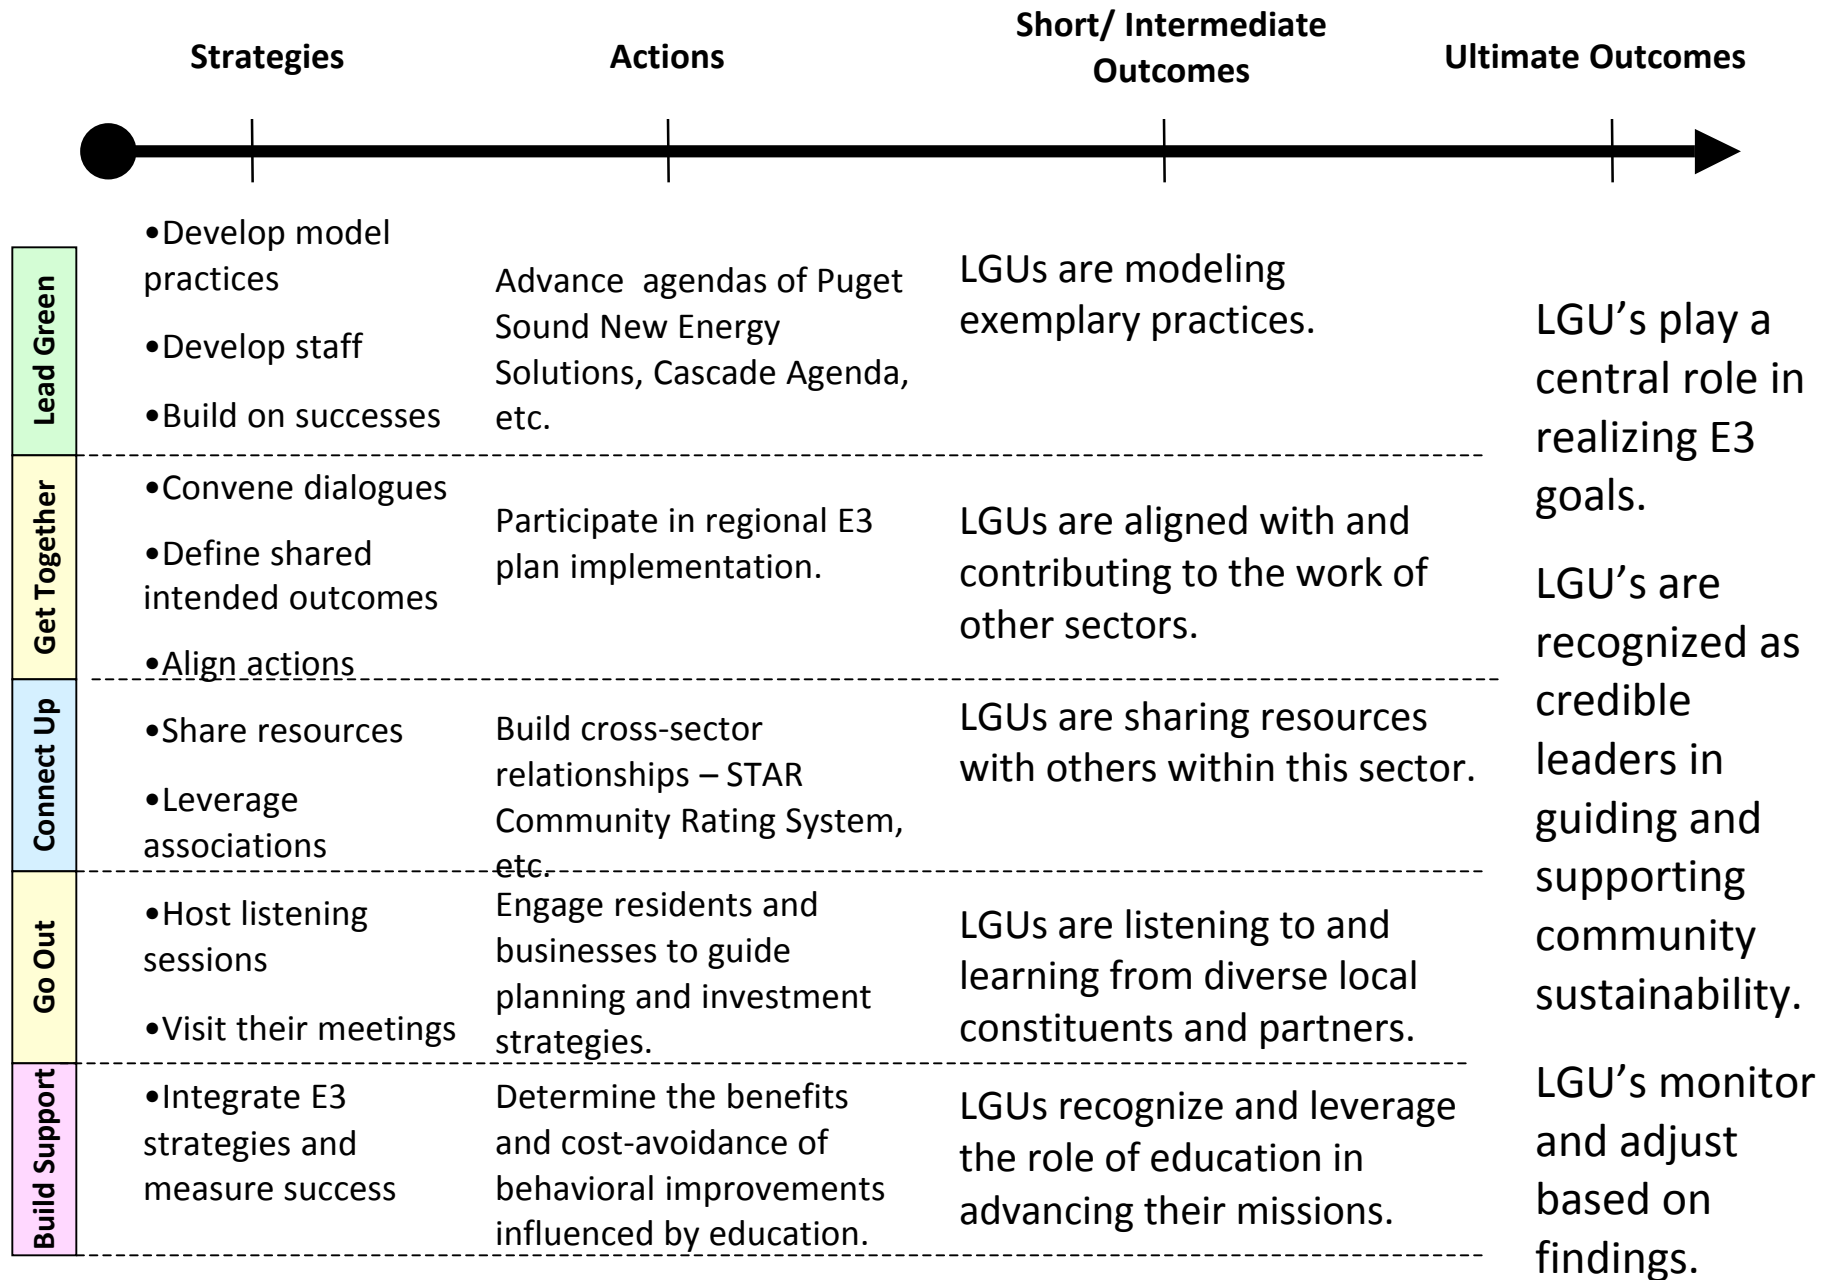 Strategies
Actions
Short/ Intermediate
Outcomes
Ultimate Outcomes
Lead Green
•Develop model
practices
•Develop staff
•Build on successes
Advance  agendas of Puget
Sound New Energy
Solutions, Cascade Agenda,
etc.
LGUs are modeling
exemplary practices.
Get Together
•Convene dialogues
•Define shared
intended outcomes
•Align actions
Participate in regional E3
plan implementation.
LGUs are aligned with and
contributing to the work of
other sectors.
Connect Up
•Share resources
•Leverage
associations
Build cross-sector
relationships – STAR
Community Rating System,
etc.
LGUs are sharing resources
with others within this sector.
Go Out
•Host listening
sessions
•Visit their meetings
Engage residents and
businesses to guide
planning and investment
strategies.
LGUs are listening to and
learning from diverse local
constituents and partners.
Build Support
•Integrate E3
strategies and
measure success
Determine the benefits
and cost-avoidance of
behavioral improvements
influenced by education.
LGUs recognize and leverage
the role of education in
advancing their missions.
LGU’s play a
central role in
realizing E3
goals.
LGU’s are
recognized as
credible
leaders in
guiding and
supporting
community
sustainability.
LGU’s monitor
and adjust
based on
findings.